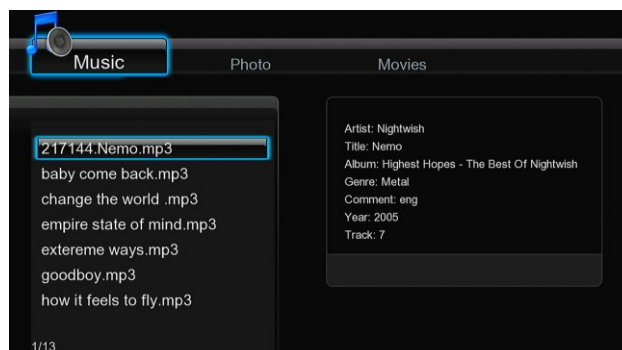 Music Photo Movies
217144.Nemo.mp3
baby come back.mp3
change the world .mp3
empire state of mind.mp3
extereme ways.mp3
goodboy.mp3
how it feels to fly.mp3
1/13
Artist: Nightwish
Title: Nemo
Album: Highest Hopes - The Best Of Nightwish
Genre: Metal
Comment: eng
Year: 2005
Track: 7